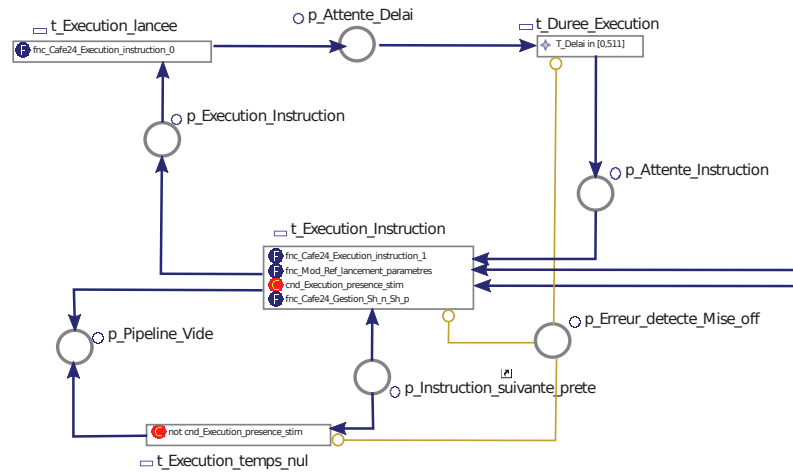 p_Attente_Delai
t_Execution_lancee
t_Duree_Execution
F fnc_Cafe24_Execution_instruction_0
T_Delai in [0,511]
p_Execution_Instruction
p_Attente_Instruction
t_Execution_Instruction
F fnc_Cafe24_Execution_instruction_1
F fnc_Mod_Ref_lancement_parametres
C cnd_Execution_presence_stim
F fnc_Cafe24_Gestion_Sh_n_Sh_p
p_Erreur_detecte_Mise_off
p_Pipeline_Vide
p_Instruction_suivante_prete
C not cnd_Execution_presence_stim
t_Execution_temps_nul